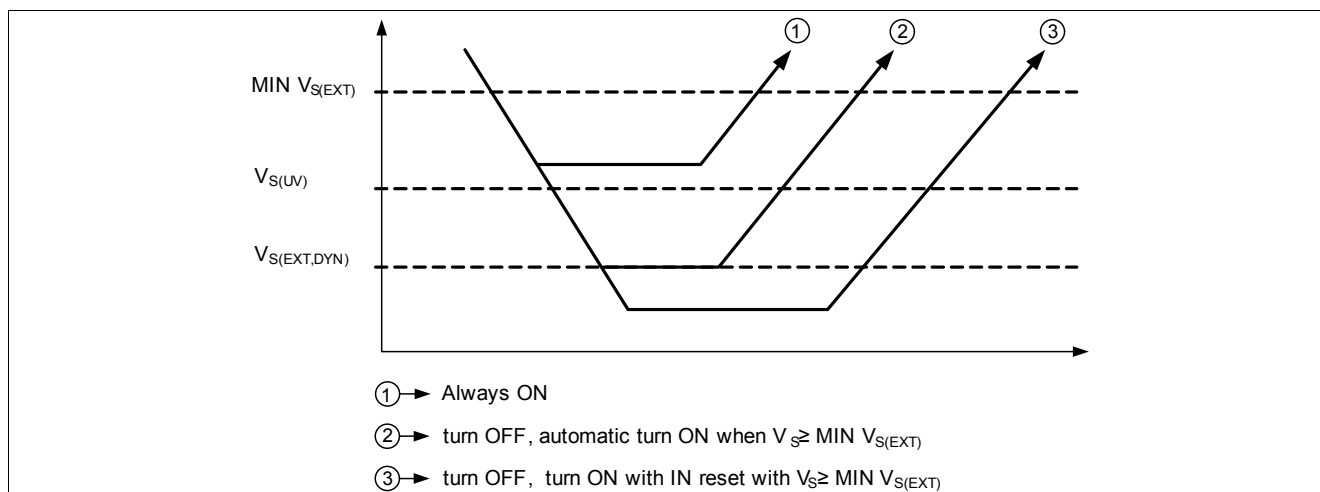 ① ② ③
MIN VS(EXT)
VS(UV)
VS(EXT,DYN)
① Always ON
② turn OFF, automatic turn ON when VS≥ MIN VS(EXT)
③ turn OFF, turn ON with IN reset with VS≥ MIN VS(EXT)